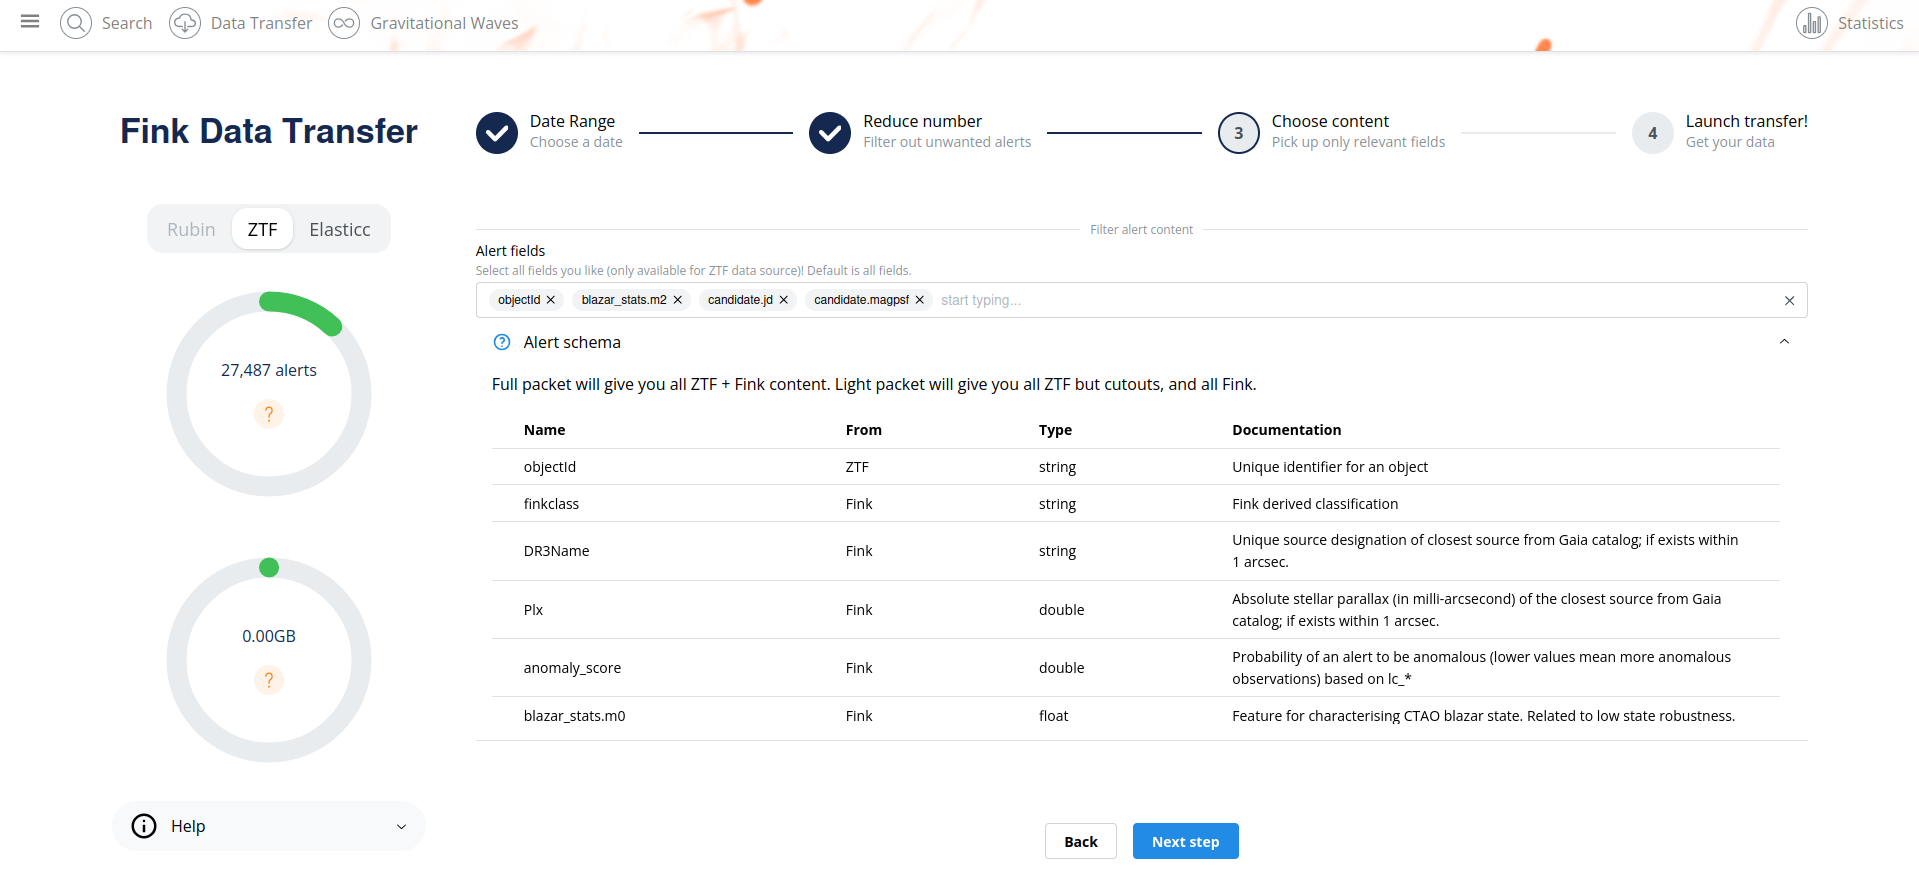 Search
Data Transfer
Gravitational Waves
Statistics
Fink Data Transfer
Date Range
Choose a date
Reduce number
Filter out unwanted alerts
3
Choose content
Pick up only relevant fields
4
Launch transfer!
Get your data
Rubin
ZTF
Elasticc
27,487 alerts
?
0.00GB
?
Help
Filter alert content
Alert fields
Select all fields you like (only available for ZTF data source)! Default is all fields.
objectId
blazar_stats.m2
candidate.jd
candidate.magpsf
start typing...
Alert schema
Full packet will give you all ZTF + Fink content. Light packet will give you all ZTF but cutouts, and all Fink.
Name From Type Documentation
objectId ZTF string Unique identifier for an object
finkclass Fink string Fink derived classification
DR3Name Fink string Unique source designation of closest source from Gaia catalog; if exists within
1 arcsec.
Plx Fink double Absolute stellar parallax (in milli-arcsecond) of the closest source from Gaia
catalog; if exists within 1 arcsec.
anomaly_score Fink double Probability of an alert to be anomalous (lower values mean more anomalous
observations) based on lc_*
blazar_stats.m0 Fink float Feature for characterising CTAO blazar state. Related to low state robustness.
Back
Next step